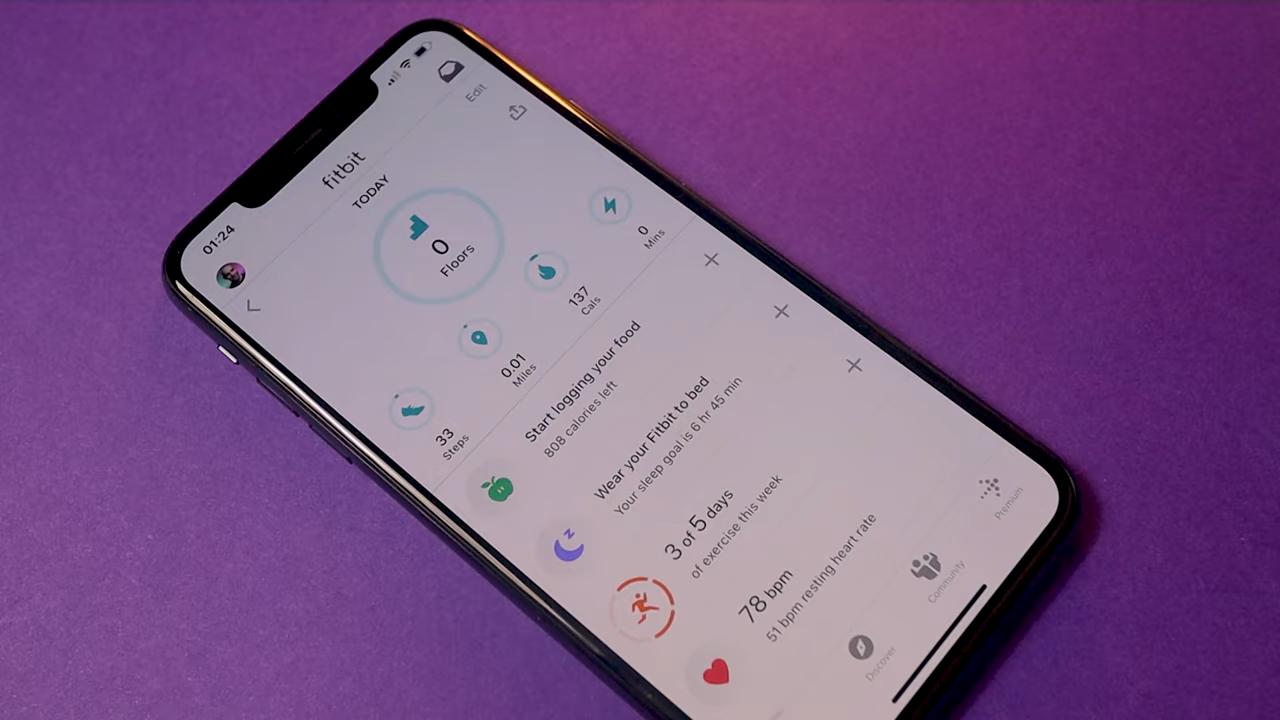 01:24
fitbit
Edit
TODAY
0
Floors
33
Steps
0.01
Miles
137
Cals
0
Mins
Start logging your food
808 calories left
Wear your Fitbit to bed
Your sleep goal is 6 hr 45 min
3 of 5 days
of exercise this week
78 bpm
51 bpm resting heart rate
Discover
Community
Premium